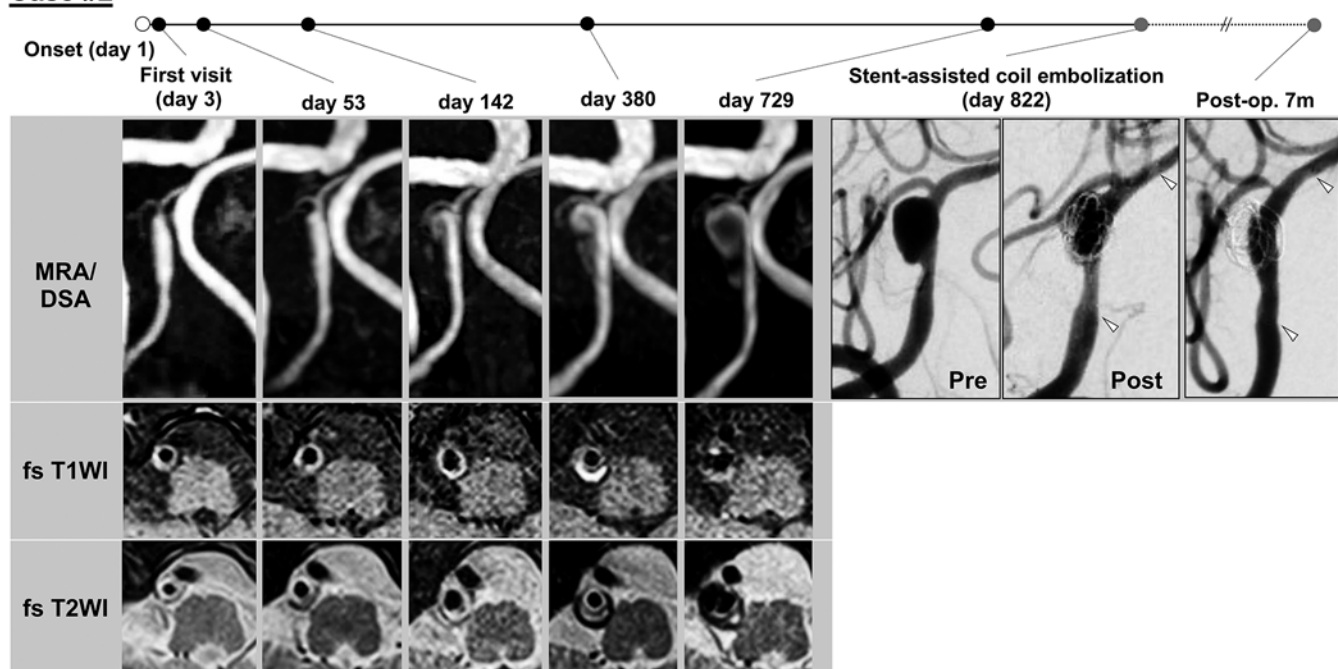 Onset (day 1)
First visit
(day 3)
day 53
day 142
day 380
day 729
Stent-assisted coil embolization
(day 822)
Post-op. 7m
MRA/
DSA
Pre
Post
fs T1WI
fs T2WI